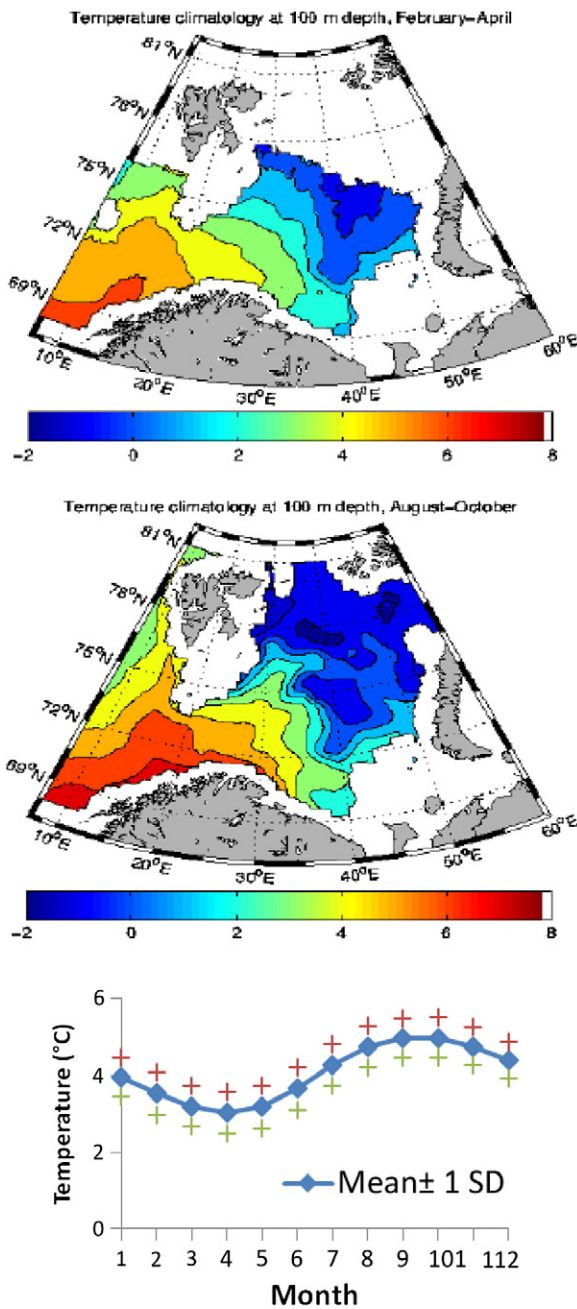 Temperature climatology at 100 m depth, February-April
81°N
78°N
75°N
72°N
69°N
10°E
20°E
30°E
40°E
50°E
60°E
-2 0 2 4 6 8
Temperature climatology at 100 m depth, August-October
81°N
78°N
75°N
72°N
69°N
10°E
20°E
30°E
40°E
50°E
60°E
-2 0 2 4 6 8
Temperature (°C)
6
4
2
0
Mean± 1 SD
1 2 3 4 5 6 7 8 9 101 112
Month